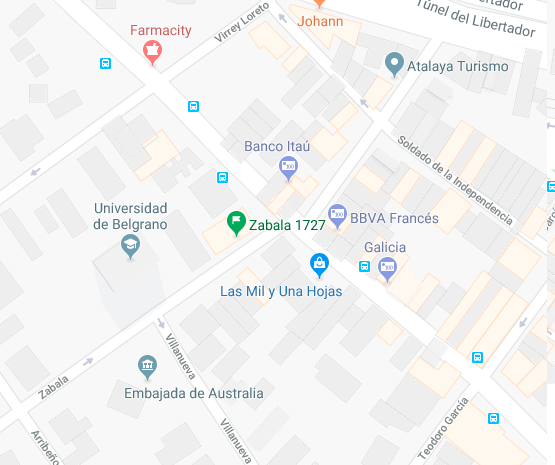 Johann
Túnel del Libertador
Virrey Loreto
Farmacity
Atalaya Turismo
Banco Itaú
Soldado de la Independencia
Universidad
de Belgrano
Zabala 1727
BBVA Francés
Galicia
Las Mil y Una Hojas
Villanueva
Embajada de Australia
Zabala
Arribeño
Villanueva
Teodoro García